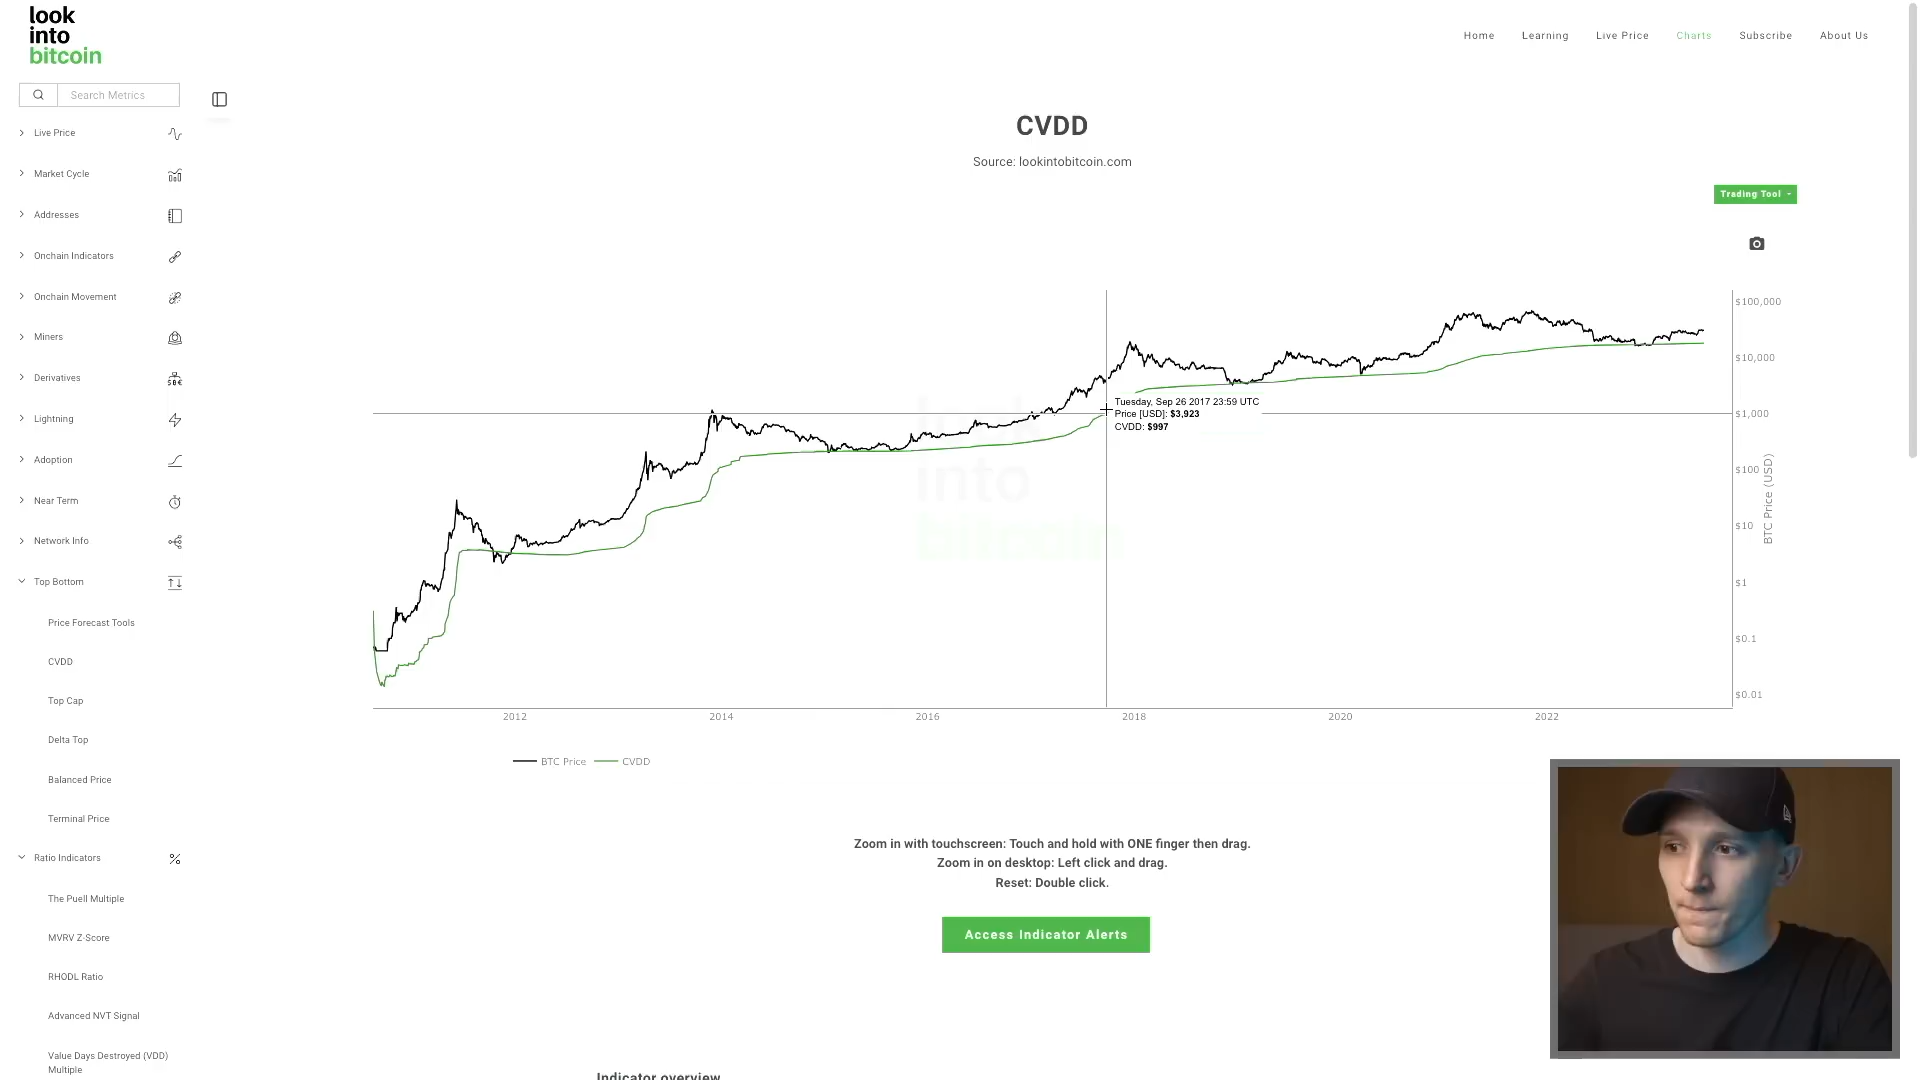 look
into
bitcoin
Home
Learning
Live Price
Charts
Subscribe
About Us
Search Metrics
Live Price
Market Cycle
Addresses
Onchain Indicators
Onchain Movement
Miners
Derivatives
Lightning
Adoption
Near Term
Network Info
Top Bottom
Price Forecast Tools
CVDD
Top Cap
Delta Top
Balanced Price
Terminal Price
Ratio Indicators
The Puell Multiple
MVRV Z-Score
RHODL Ratio
Advanced NVT Signal
Value Days Destroyed (VDD)
Multiple
CVDD
Source: lookintobitcoin.com
Trading Tool
look
into
bitcoin
Tuesday, Sep 26 2017 23:59 UTC
Price [USD]: $3,923
CVDD: $997
$100,000
$10,000
$1,000
$100
$10
$1
$0.1
$0.01
BTC Price (USD)
2012
2014
2016
2018
2020
2022
BTC Price
CVDD
Zoom in with touchscreen: Touch and hold with ONE finger then drag.
Zoom in on desktop: Left click and drag.
Reset: Double click.
Access Indicator Alerts
Indicator overview